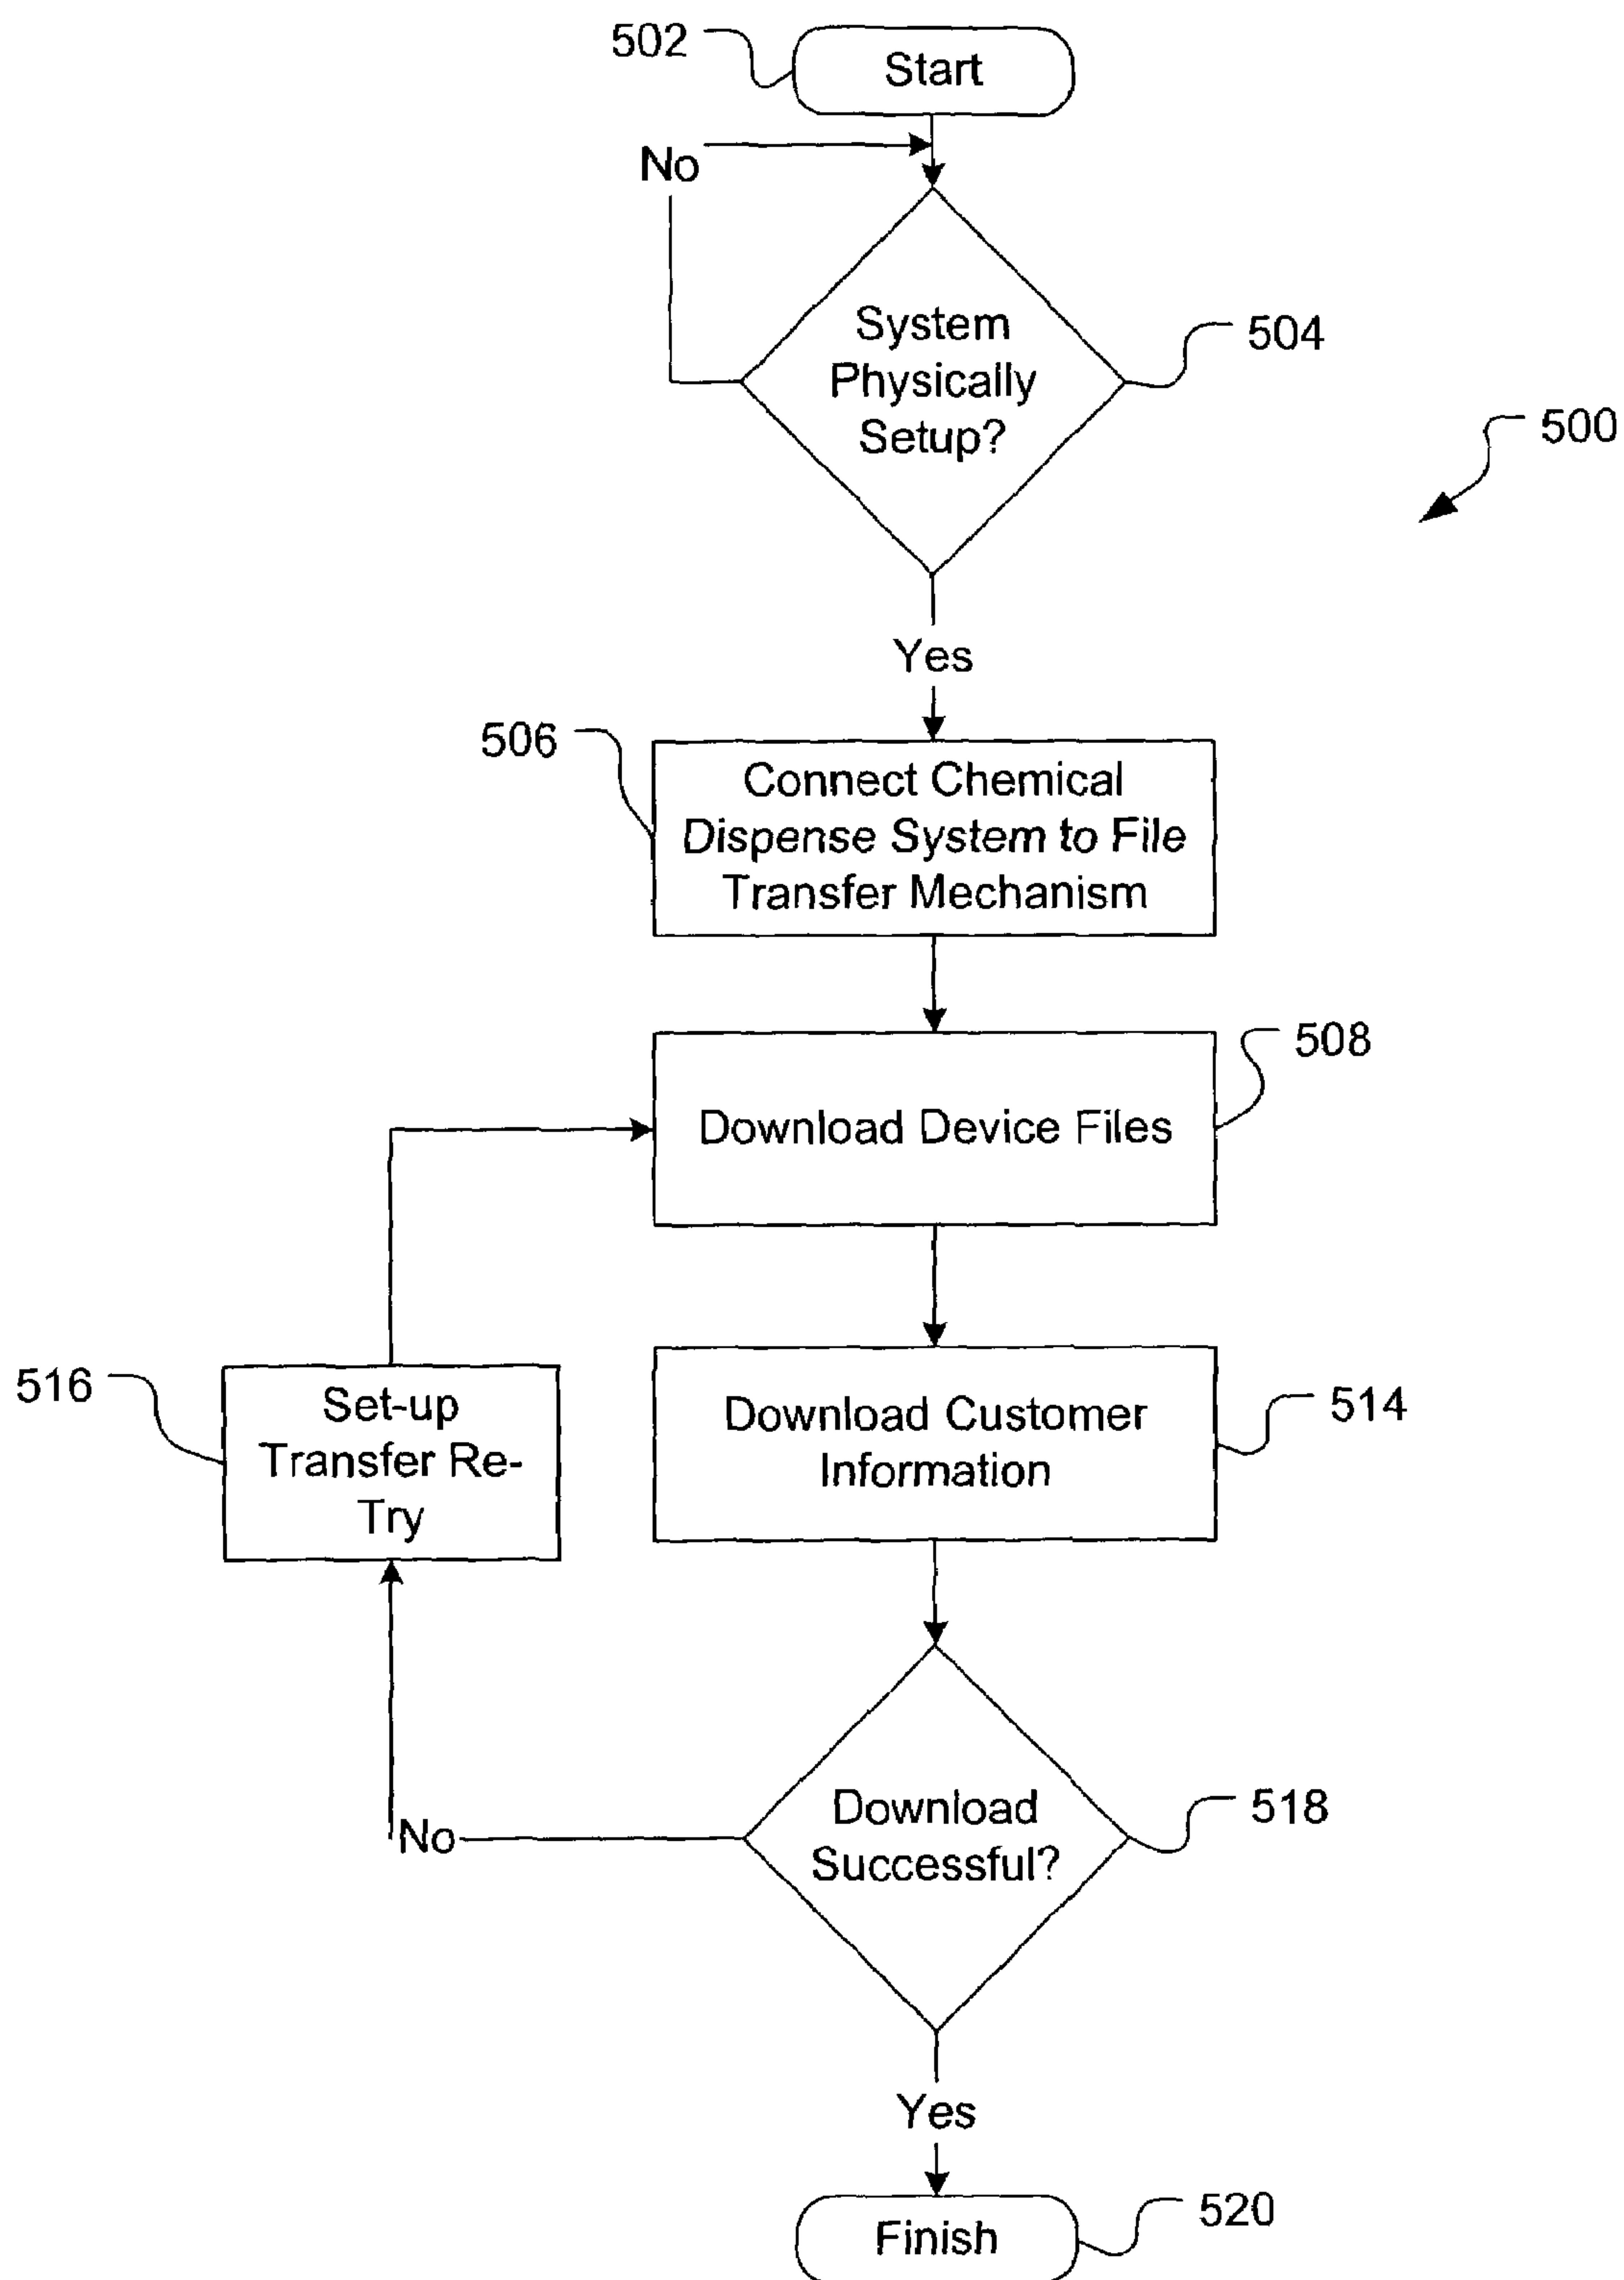 502
Start
No
System
Physically
Setup?
504
500
Yes
506
Connect Chemical
Dispense System to File
Transfer Mechanism
508
Download Device Files
516
Set-up
Transfer Re-
Try
Download Customer
Information
514
Download
Successful?
518
No
Yes
Finish
520